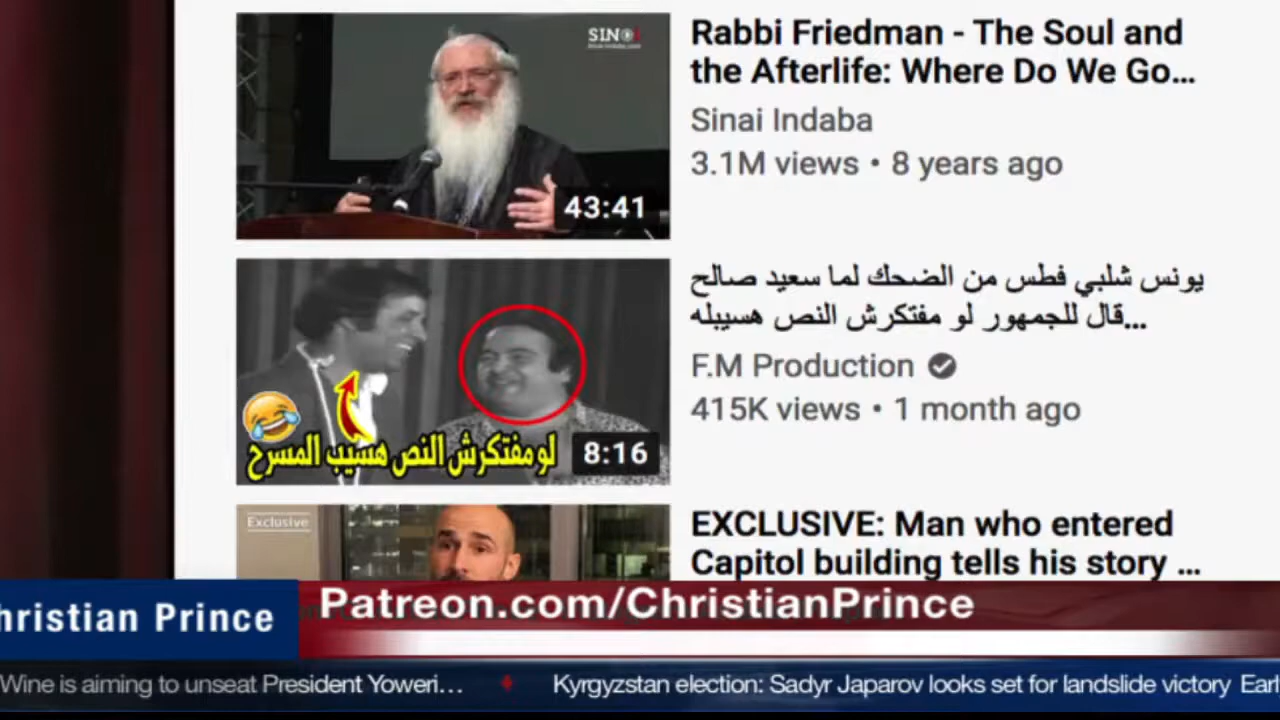 SINAI
Rabbi Friedman - The Soul and
the Afterlife: Where Do We Go...
Sinai Indaba
3.1M views • 8 years ago
43:41
يونس شلبي فطس من الضحك لما سعيد صالح
قال للجمهور لو مفتكرش النص هسيبله...
F.M Production
415K views • 1 month ago
لو مفتكرش النص هسيب المسرح
8:16
Exclusive
EXCLUSIVE: Man who entered
Capitol building tells his story ...
hristian Prince
Patreon.com/ChristianPrince
Wine is aiming to unseat President Yoweri... Kyrgyzstan election: Sadyr Japarov looks set for landslide victory Earl